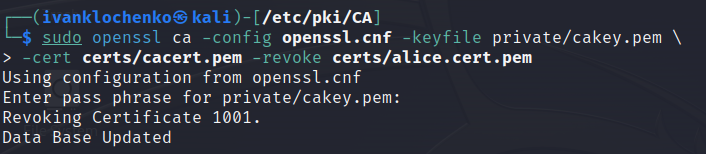 ┌──(ivanklochenko㉿kali)-[/etc/pki/CA]
└─$ sudo openssl ca -config openssl.cnf -keyfile private/cakey.pem \
> -cert certs/cacert.pem -revoke certs/alice.cert.pem
Using configuration from openssl.cnf
Enter pass phrase for private/cakey.pem:
Revoking Certificate 1001.
Data Base Updated